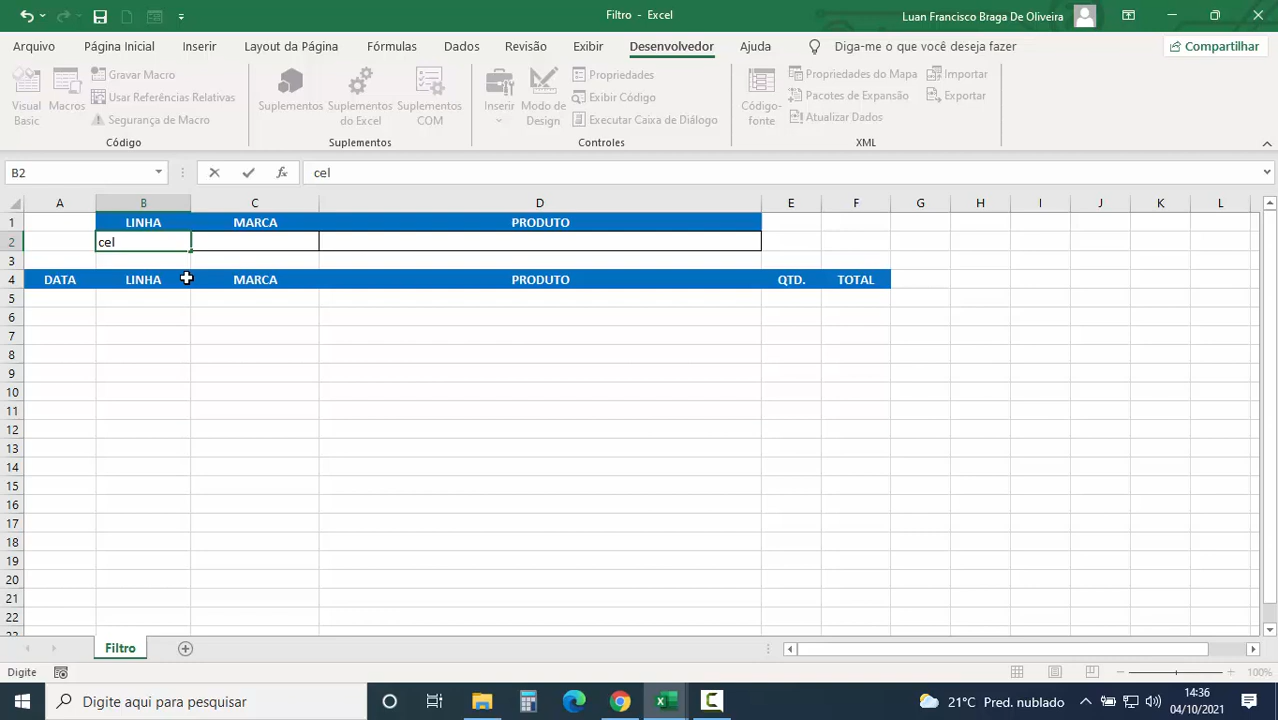 Filtro - Excel
Luan Francisco Braga De Oliveira
Arquivo Página Inicial Inserir Layout da Página Fórmulas Dados Revisão Exibir Desenvolvedor Ajuda Diga-me o que você deseja fazer Compartilhar
Visual Basic
Macros
Gravar Macro
Usar Referências Relativas
Segurança de Macro
Código
Suplementos
Suplementos do Excel
Suplementos COM
Suplementos
Inserir
Modo de Design
Propriedades
Exibir Código
Executar Caixa de Diálogo
Controles
Código-fonte
Propriedades do Mapa
Pacotes de Expansão
Atualizar Dados
Importar
Exportar
XML
B2 fx cel
A B C D E F G H I J K L
1 LINHA MARCA PRODUTO
2 cel
3
4 DATA LINHA MARCA PRODUTO QTD. TOTAL
5
6
7
8
9
10
11
12
13
14
15
16
17
18
19
20
21
22
23
Filtro
Digite 100%
Digite aqui para pesquisar
21°C Pred. nublado
14:36
04/10/2021